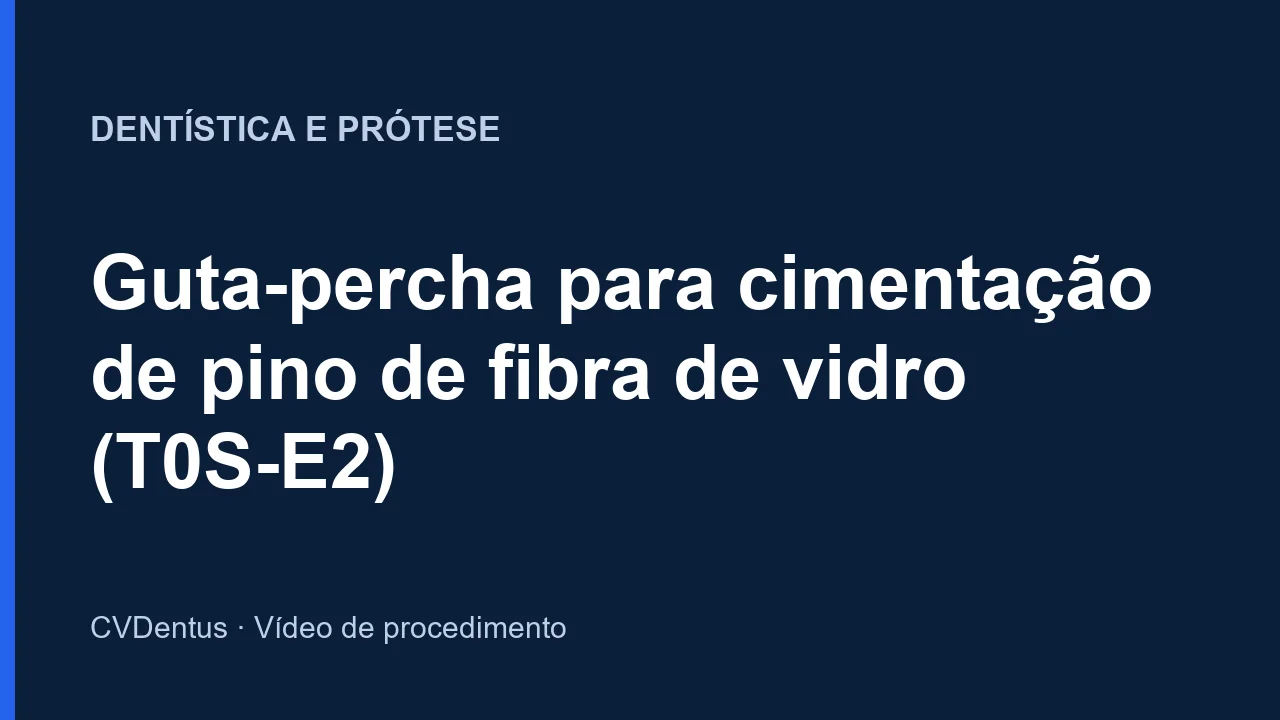 DENTÍSTICA E PRÓTESE
Guta-percha para cimentação
de pino de fibra de vidro
(T0S-E2)
CVDentus · Vídeo de procedimento